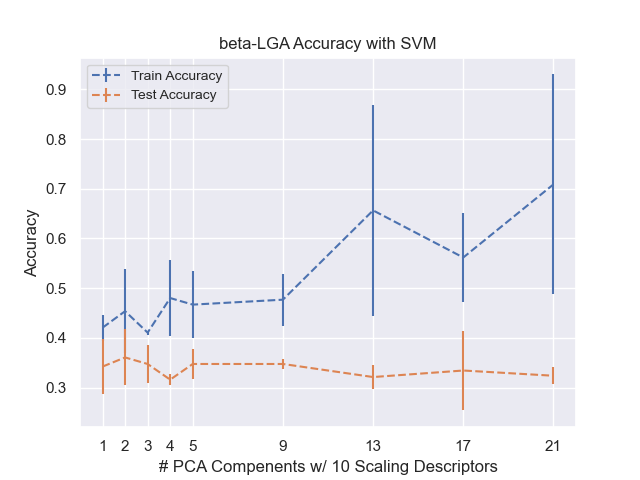 beta-LGA Accuracy with SVM
Train Accuracy
Test Accuracy
0.9
0.8
0.7
0.6
0.5
0.4
0.3
Accuracy
1 2 3 4 5 9 13 17 21
# PCA Compenents w/ 10 Scaling Descriptors